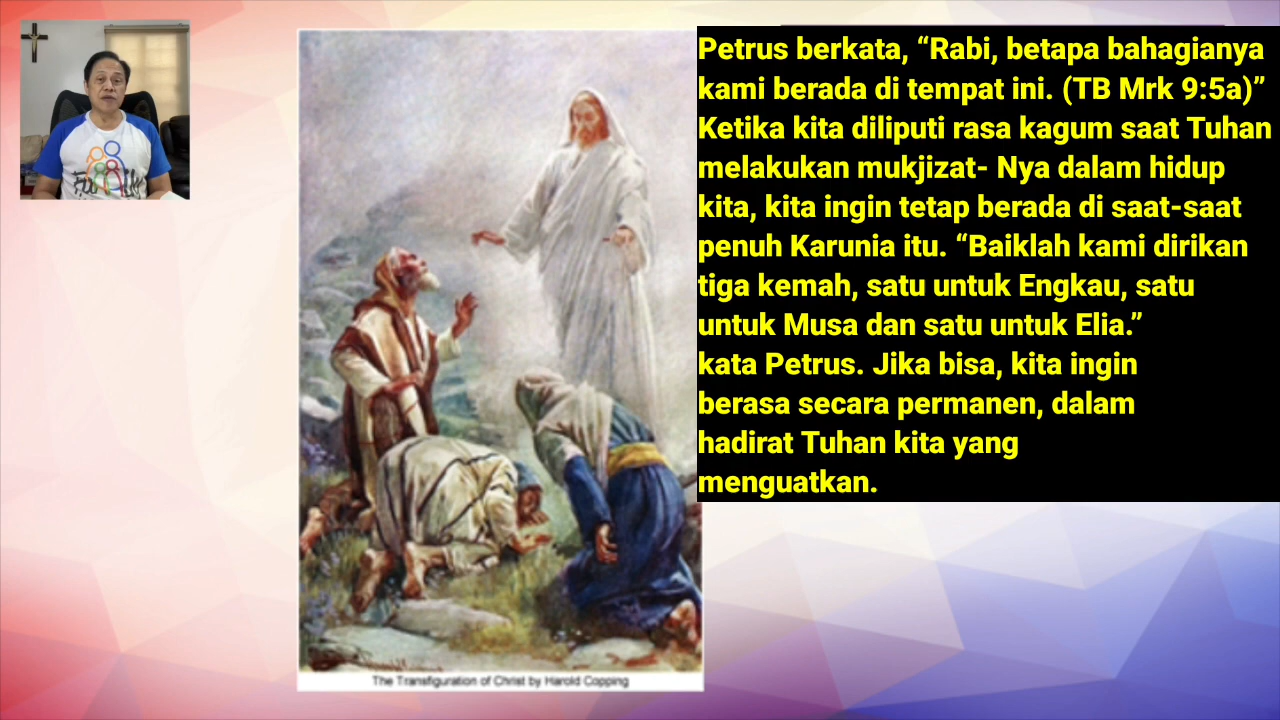 Petrus berkata, “Rabi, betapa bahagianya
kami berada di tempat ini. (TB Mrk 9:5a)”
Ketika kita diliputi rasa kagum saat Tuhan
melakukan mukjizat- Nya dalam hidup
kita, kita ingin tetap berada di saat-saat
penuh Karunia itu. “Baiklah kami dirikan
tiga kemah, satu untuk Engkau, satu
untuk Musa dan satu untuk Elia.”
kata Petrus. Jika bisa, kita ingin
berasa secara permanen, dalam
hadirat Tuhan kita yang
menguatkan.
The Transfiguration of Christ by Harold Copping